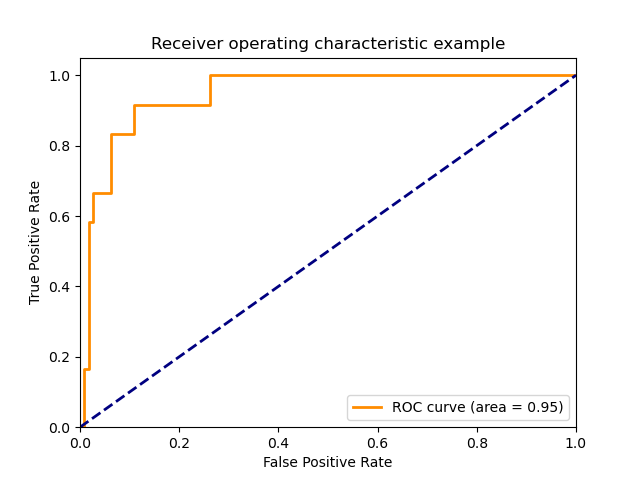 Receiver operating characteristic example
True Positive Rate
1.0
0.8
0.6
0.4
0.2
0.0
ROC curve (area = 0.95)
0.0 0.2 0.4 0.6 0.8 1.0
False Positive Rate